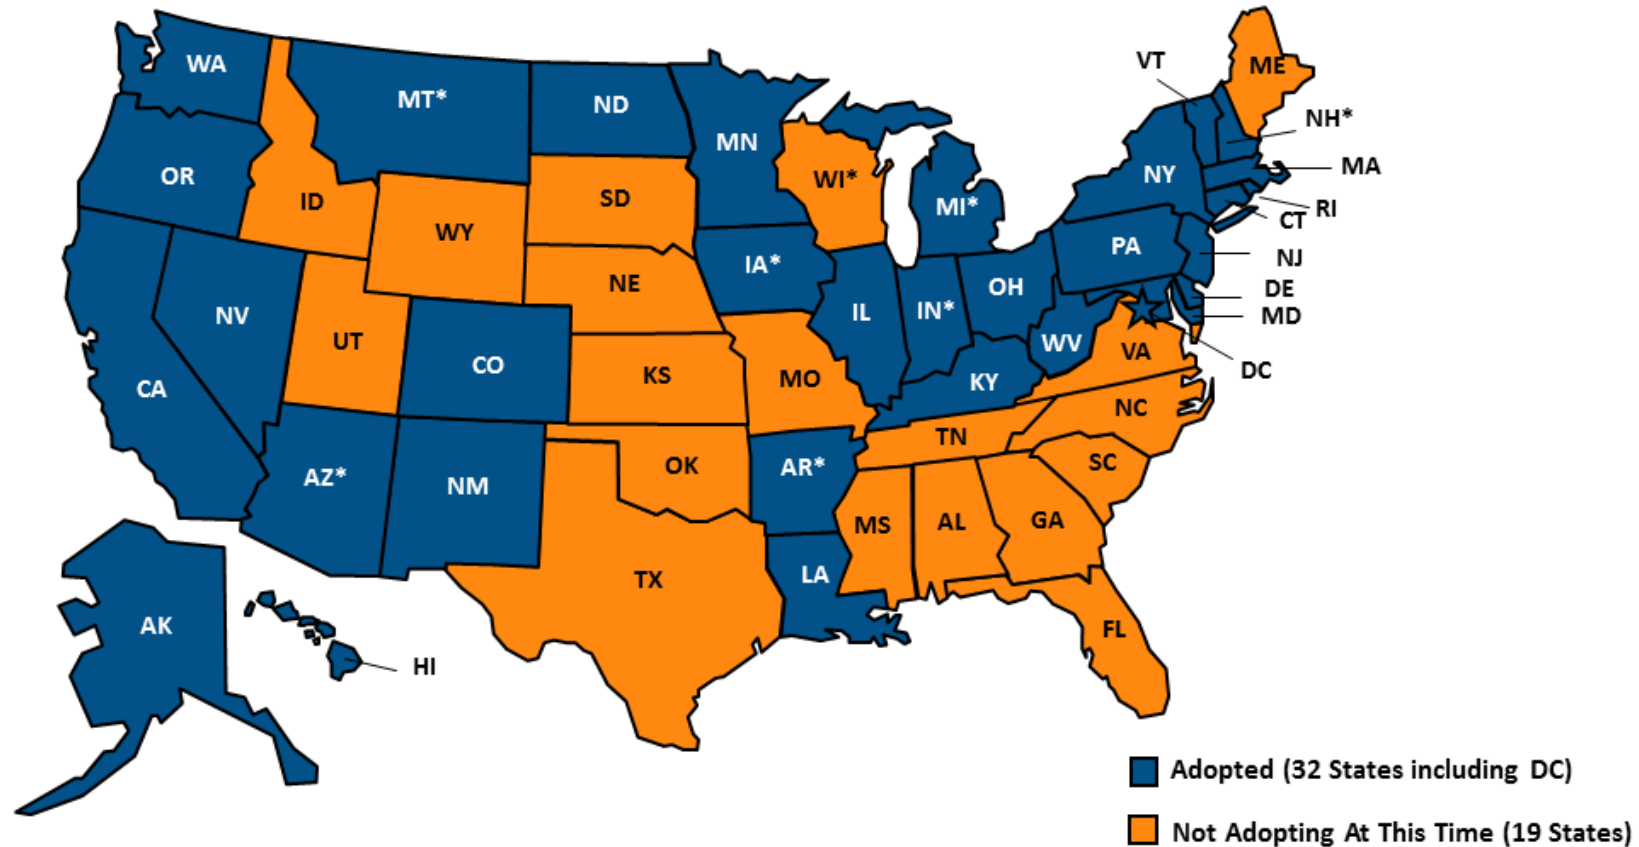 WA
MT*
ND
MN
OR
ID
WY
SD
WI*
MI*
NY
VT
ME
NH*
MA
RI
CT
NJ
DE
MD
DC
PA
NV
UT
CO
NE
IA*
IL
IN*
OH
WV
VA
CA
KS
MO
KY
NC
TN
SC
AZ*
NM
OK
AR*
MS
AL
GA
TX
LA
FL
AK
HI
Adopted (32 States including DC)
Not Adopting At This Time (19 States)